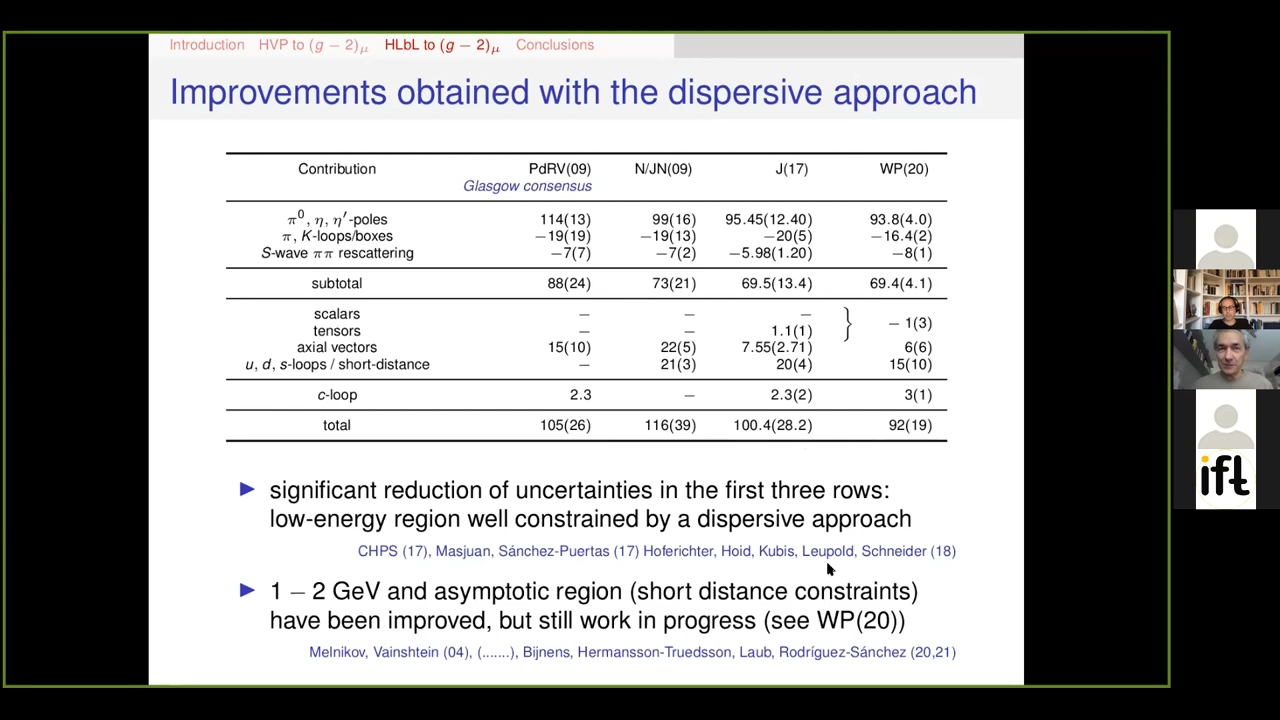 Introduction HVP to (g − 2)μ HLbL to (g − 2)μ Conclusions
Improvements obtained with the dispersive approach
Contribution PdRV(09) N/JN(09) J(17) WP(20)
Glasgow consensus
π⁰, η, η′-poles 114(13) 99(16) 95.45(12.40) 93.8(4.0)
π, K-loops/boxes −19(19) −19(13) −20(5) −16.4(2)
S-wave ππ rescattering −7(7) −7(2) −5.98(1.20) −8(1)
subtotal 88(24) 73(21) 69.5(13.4) 69.4(4.1)
scalars − − −
tensors − − 1.1(1) } − 1(3)
axial vectors 15(10) 22(5) 7.55(2.71) 6(6)
u, d, s-loops / short-distance − 21(3) 20(4) 15(10)
c-loop 2.3 − 2.3(2) 3(1)
total 105(26) 116(39) 100.4(28.2) 92(19)
▶ significant reduction of uncertainties in the first three rows:
low-energy region well constrained by a dispersive approach
CHPS (17), Masjuan, Sánchez-Puertas (17) Hoferichter, Hoid, Kubis, Leupold, Schneider (18)
▶ 1 − 2 GeV and asymptotic region (short distance constraints)
have been improved, but still work in progress (see WP(20))
Melnikov, Vainshtein (04), (.......), Bijnens, Hermansson-Truedsson, Laub, Rodríguez-Sánchez (20,21)
ift